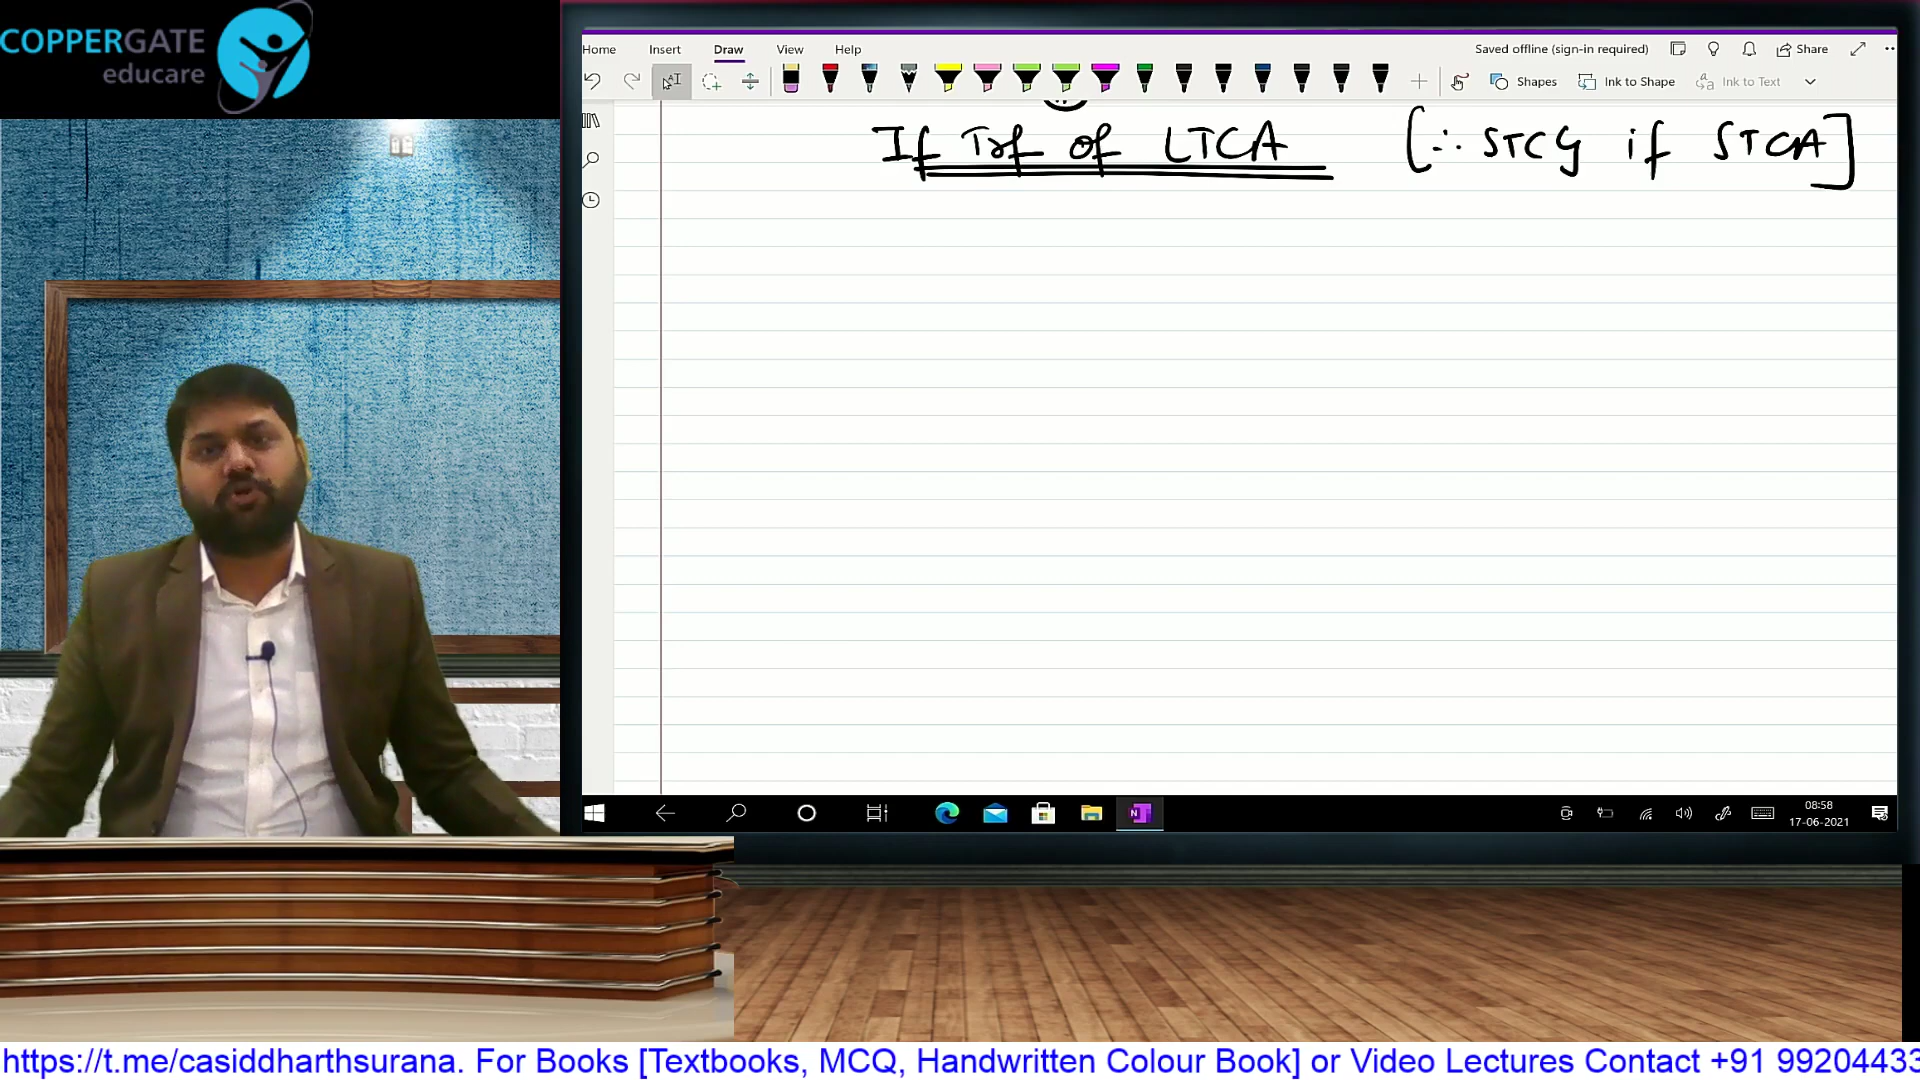 COPPERGATE
educare
Home Insert Draw View Help Saved offline (sign-in required) Share
Shapes Ink to Shape Ink to Text
If Trf of LTCA [∴ STCG if STCA]
08:58
17-06-2021
https://t.me/casiddharthsurana. For Books [Textbooks, MCQ, Handwritten Colour Book] or Video Lectures Contact +91 99204433